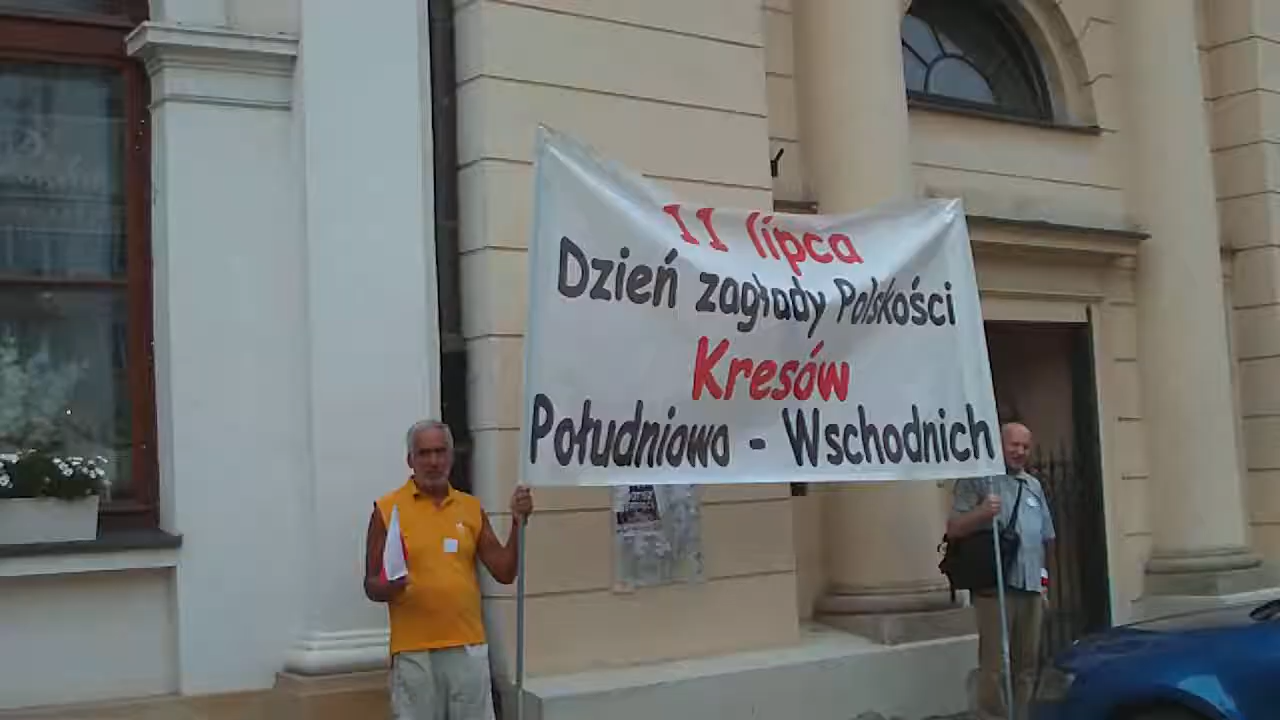 11 lipca
Dzień zagłady Polskości
Kresów
Południowo - Wschodnich